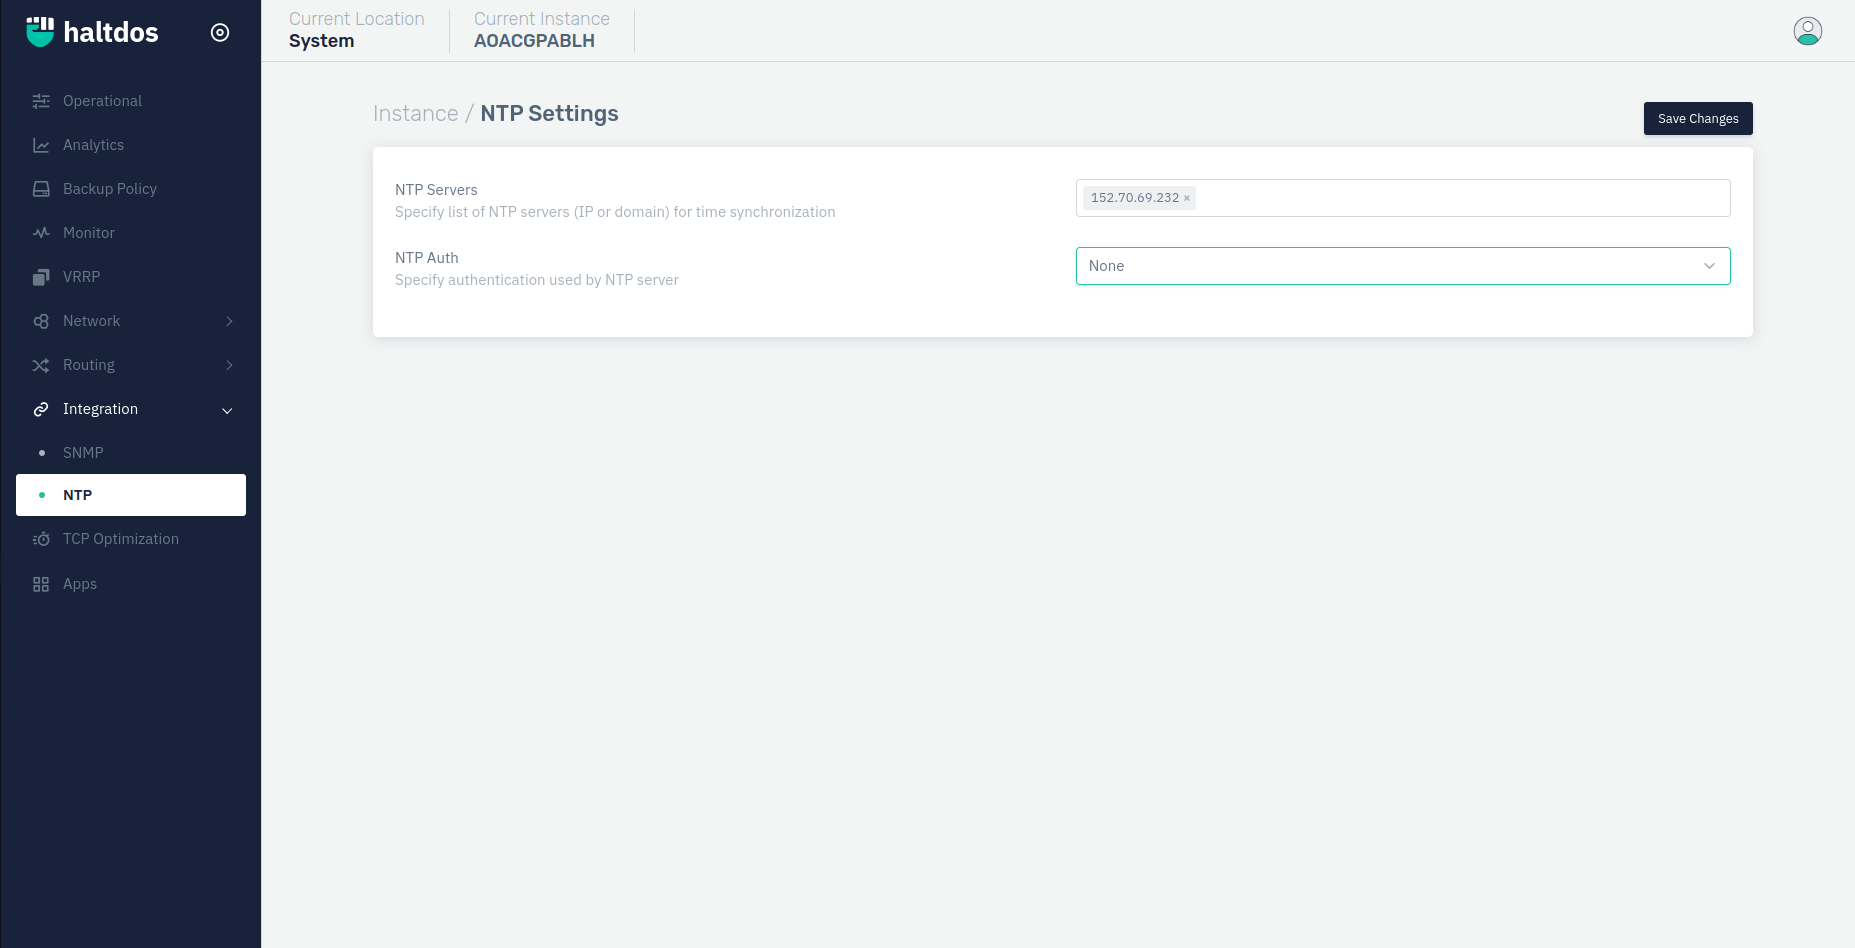 haltdos
Operational
Analytics
Backup Policy
Monitor
VRRP
Network
Routing
Integration
SNMP
NTP
TCP Optimization
Apps
Current Location
System
Current Instance
AOACGPABLH
Instance / NTP Settings
Save Changes
NTP Servers
Specify list of NTP servers (IP or domain) for time synchronization
152.70.69.232 ×
NTP Auth
Specify authentication used by NTP server
None